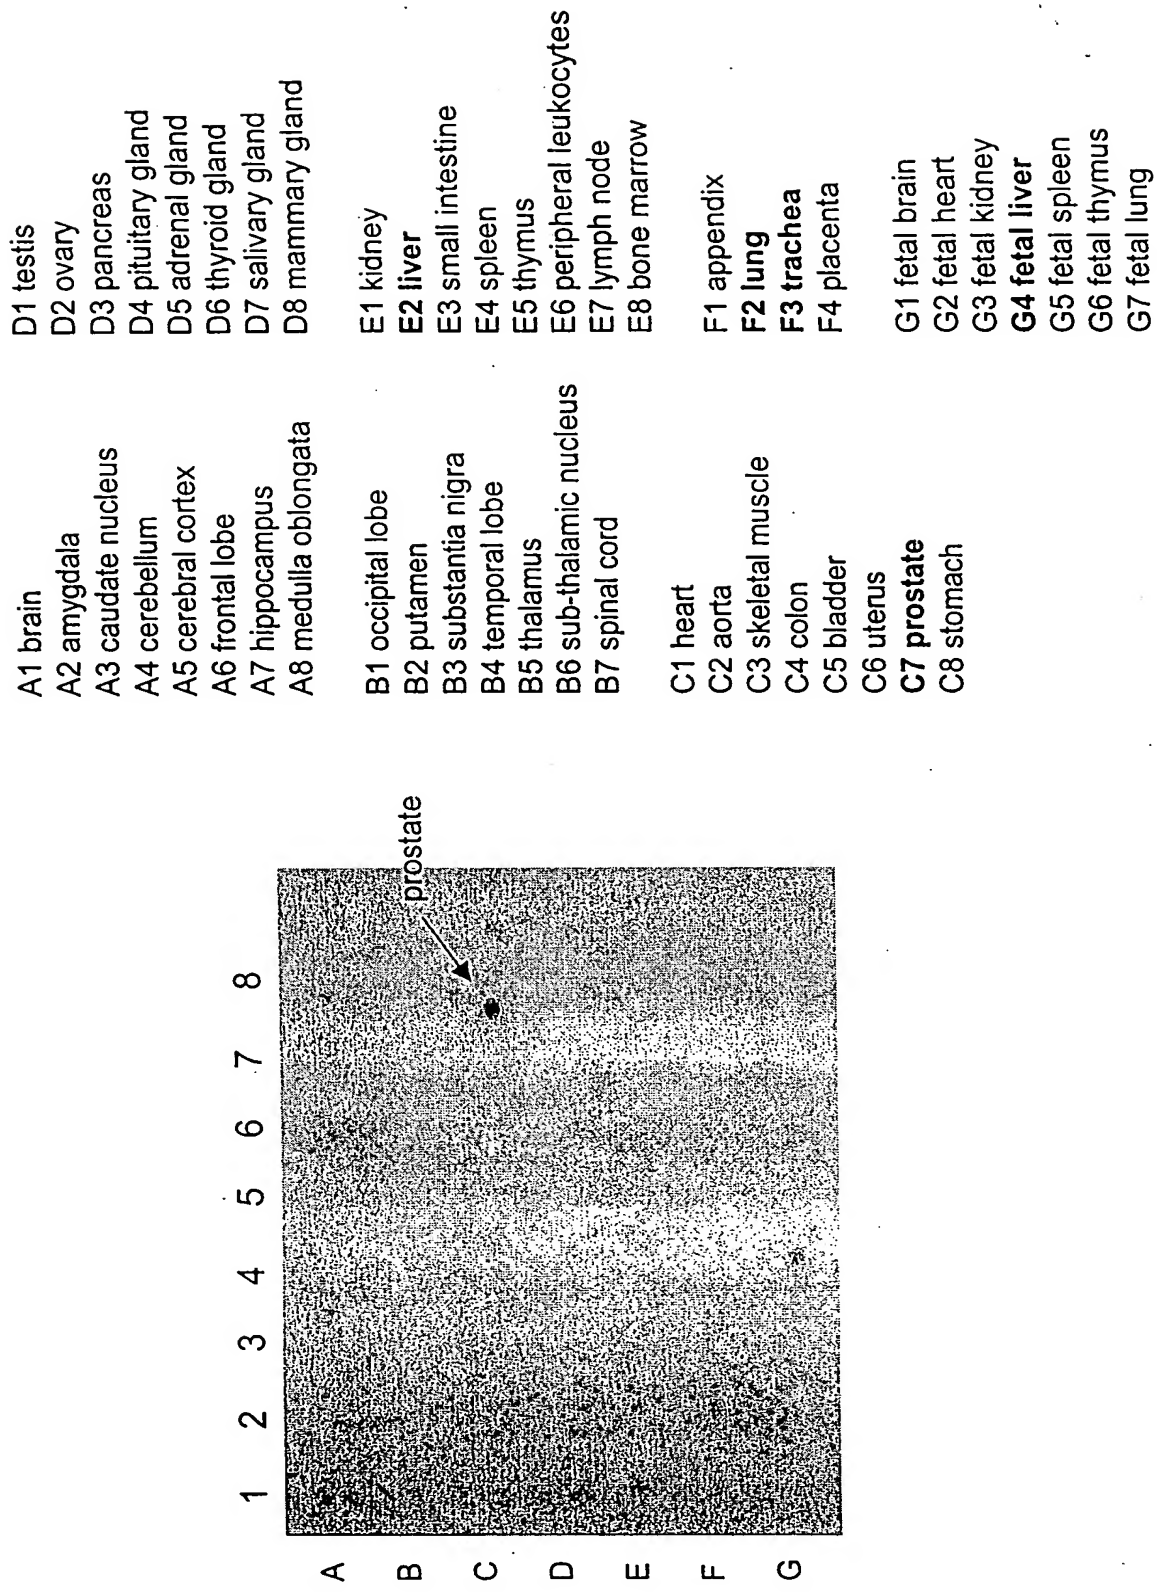 1 2 3 4 5 6 7 8
A
B
C
D
E
F
G
prostate
A1 brain
A2 amygdala
A3 caudate nucleus
A4 cerebellum
A5 cerebral cortex
A6 frontal lobe
A7 hippocampus
A8 medulla oblongata
B1 occipital lobe
B2 putamen
B3 substantia nigra
B4 temporal lobe
B5 thalamus
B6 sub-thalamic nucleus
B7 spinal cord
C1 heart
C2 aorta
C3 skeletal muscle
C4 colon
C5 bladder
C6 uterus
C7 prostate
C8 stomach
D1 testis
D2 ovary
D3 pancreas
D4 pituitary gland
D5 adrenal gland
D6 thyroid gland
D7 salivary gland
D8 mammary gland
E1 kidney
E2 liver
E3 small intestine
E4 spleen
E5 thymus
E6 peripheral leukocytes
E7 lymph node
E8 bone marrow
F1 appendix
F2 lung
F3 trachea
F4 placenta
G1 fetal brain
G2 fetal heart
G3 fetal kidney
G4 fetal liver
G5 fetal spleen
G6 fetal thymus
G7 fetal lung